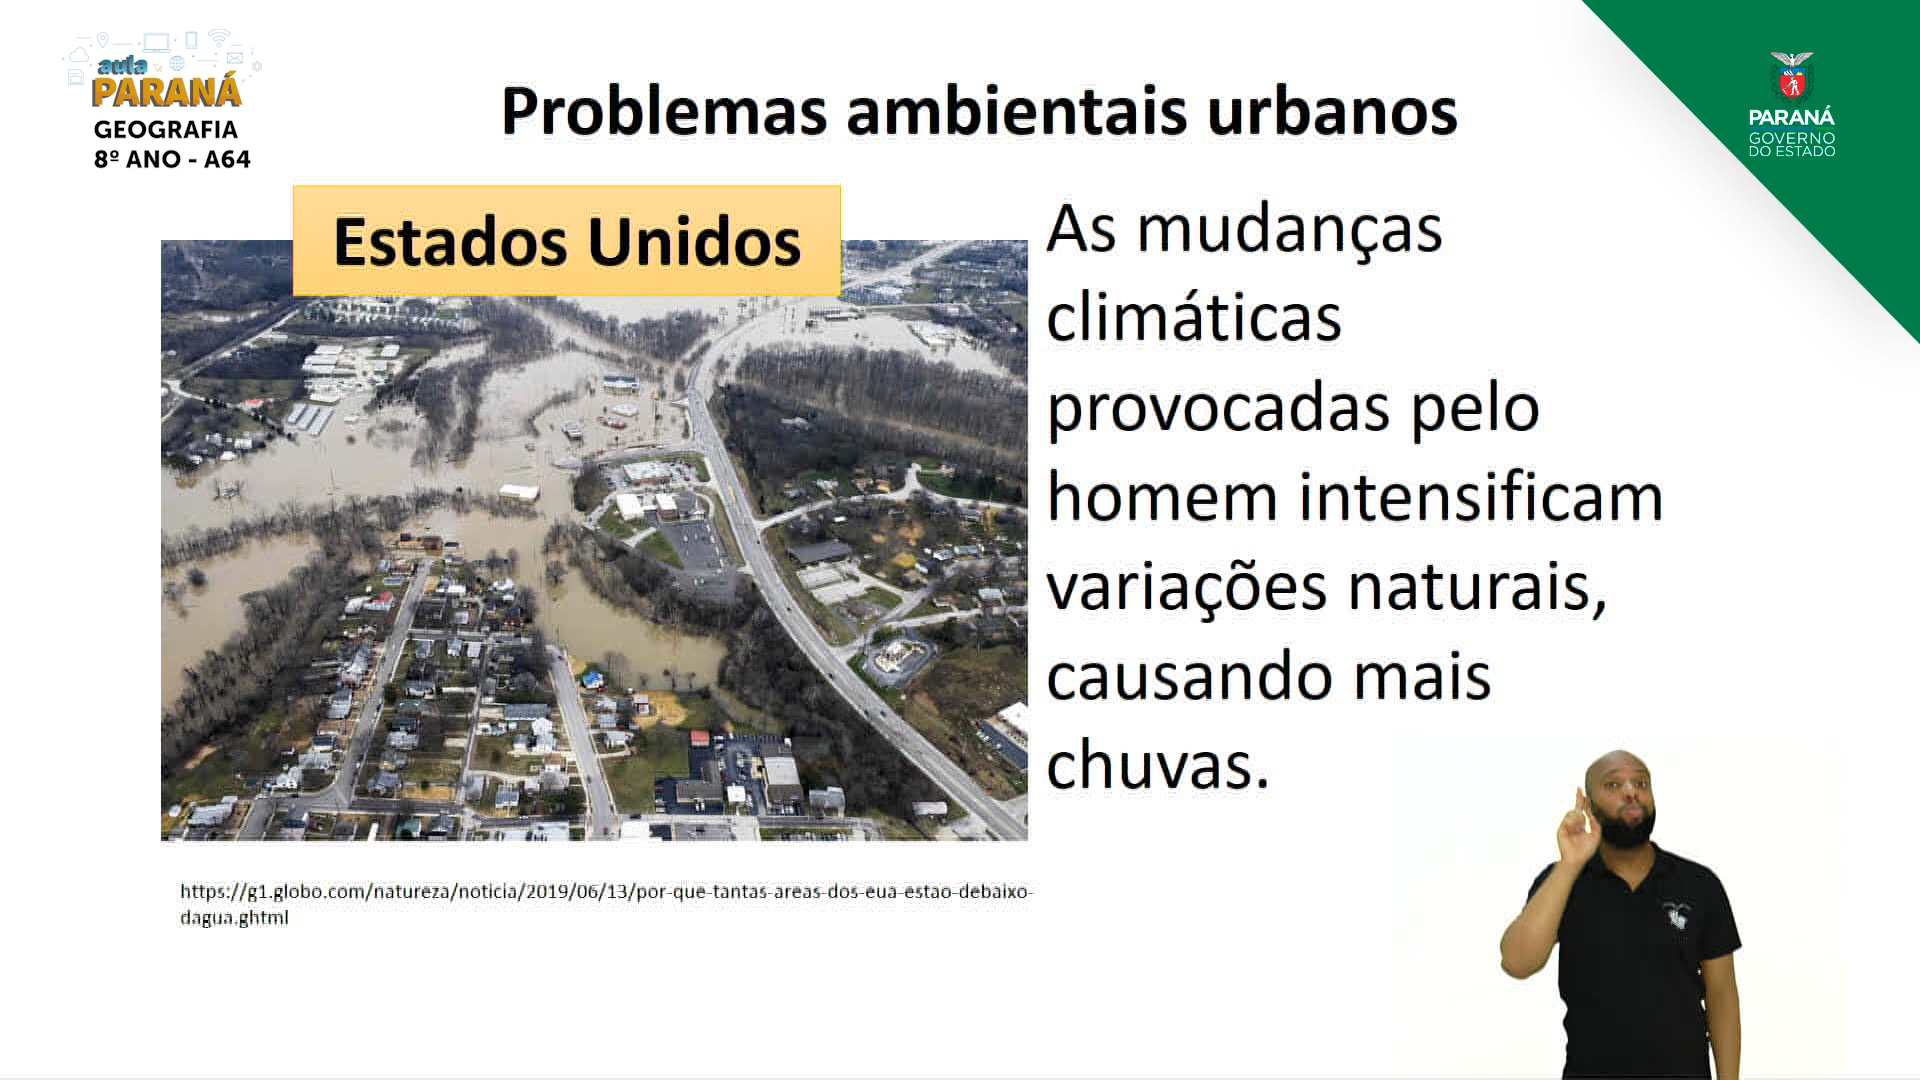 aula
PARANÁ
GEOGRAFIA
8º ANO - A64
Problemas ambientais urbanos
PARANÁ
GOVERNO
DO ESTADO
Estados Unidos
As mudanças
climáticas
provocadas pelo
homem intensificam
variações naturais,
causando mais
chuvas.
https://g1.globo.com/natureza/noticia/2019/06/13/por-que-tantas-areas-dos-eua-estao-debaixo-
dagua.ghtml